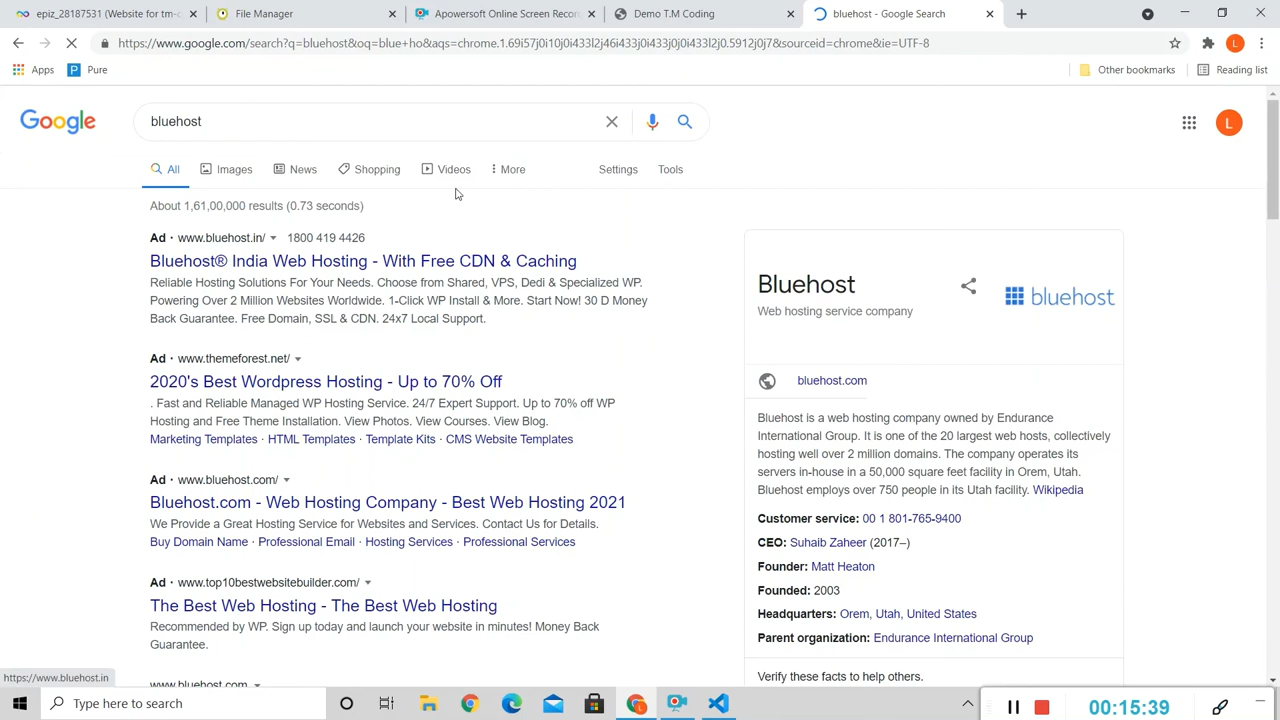 epiz_28187531 (Website for tm-c
File Manager
Apowersoft Online Screen Recor
Demo T.M Coding
bluehost - Google Search
https://www.google.com/search?q=bluehost&oq=blue+ho&aqs=chrome.1.69i57j0i10j0i433l2j46i433j0i433j0j0i433l2j0.5912j0j7&sourceid=chrome&ie=UTF-8
L
Apps
Pure
Other bookmarks
Reading list
Google
bluehost
L
All
Images
News
Shopping
Videos
More
Settings
Tools
About 1,61,00,000 results (0.73 seconds)
Ad · www.bluehost.in/ 1800 419 4426
Bluehost® India Web Hosting - With Free CDN & Caching
Reliable Hosting Solutions For Your Needs. Choose from Shared, VPS, Dedi & Specialized WP.
Powering Over 2 Million Websites Worldwide. 1-Click WP Install & More. Start Now! 30 D Money
Back Guarantee. Free Domain, SSL & CDN. 24x7 Local Support.
Ad · www.themeforest.net/
2020's Best Wordpress Hosting - Up to 70% Off
. Fast and Reliable Managed WP Hosting Service. 24/7 Expert Support. Up to 70% off WP
Hosting and Free Theme Installation. View Photos. View Courses. View Blog.
Marketing Templates · HTML Templates · Template Kits · CMS Website Templates
Ad · www.bluehost.com/
Bluehost.com - Web Hosting Company - Best Web Hosting 2021
We Provide a Great Hosting Service for Websites and Services. Contact Us for Details.
Buy Domain Name · Professional Email · Hosting Services · Professional Services
Ad · www.top10bestwebsitebuilder.com/
The Best Web Hosting - The Best Web Hosting
Recommended by WP. Sign up today and launch your website in minutes! Money Back
Guarantee.
www.bluehost.com
Bluehost
Web hosting service company
bluehost
bluehost.com
Bluehost is a web hosting company owned by Endurance
International Group. It is one of the 20 largest web hosts, collectively
hosting well over 2 million domains. The company operates its
servers in-house in a 50,000 square feet facility in Orem, Utah.
Bluehost employs over 750 people in its Utah facility. Wikipedia
Customer service: 00 1 801-765-9400
CEO: Suhaib Zaheer (2017–)
Founder: Matt Heaton
Founded: 2003
Headquarters: Orem, Utah, United States
Parent organization: Endurance International Group
Verify these facts to help others.
https://www.bluehost.in
Type here to search
L
00:15:39